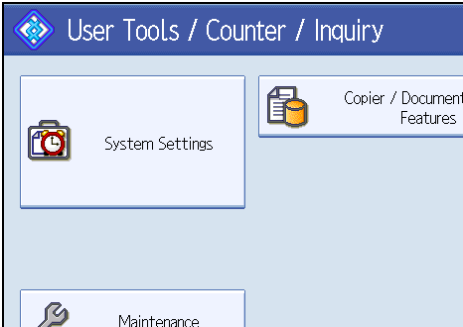 User Tools / Counter / Inquiry
System Settings
Copier / Document
Features
Maintenance